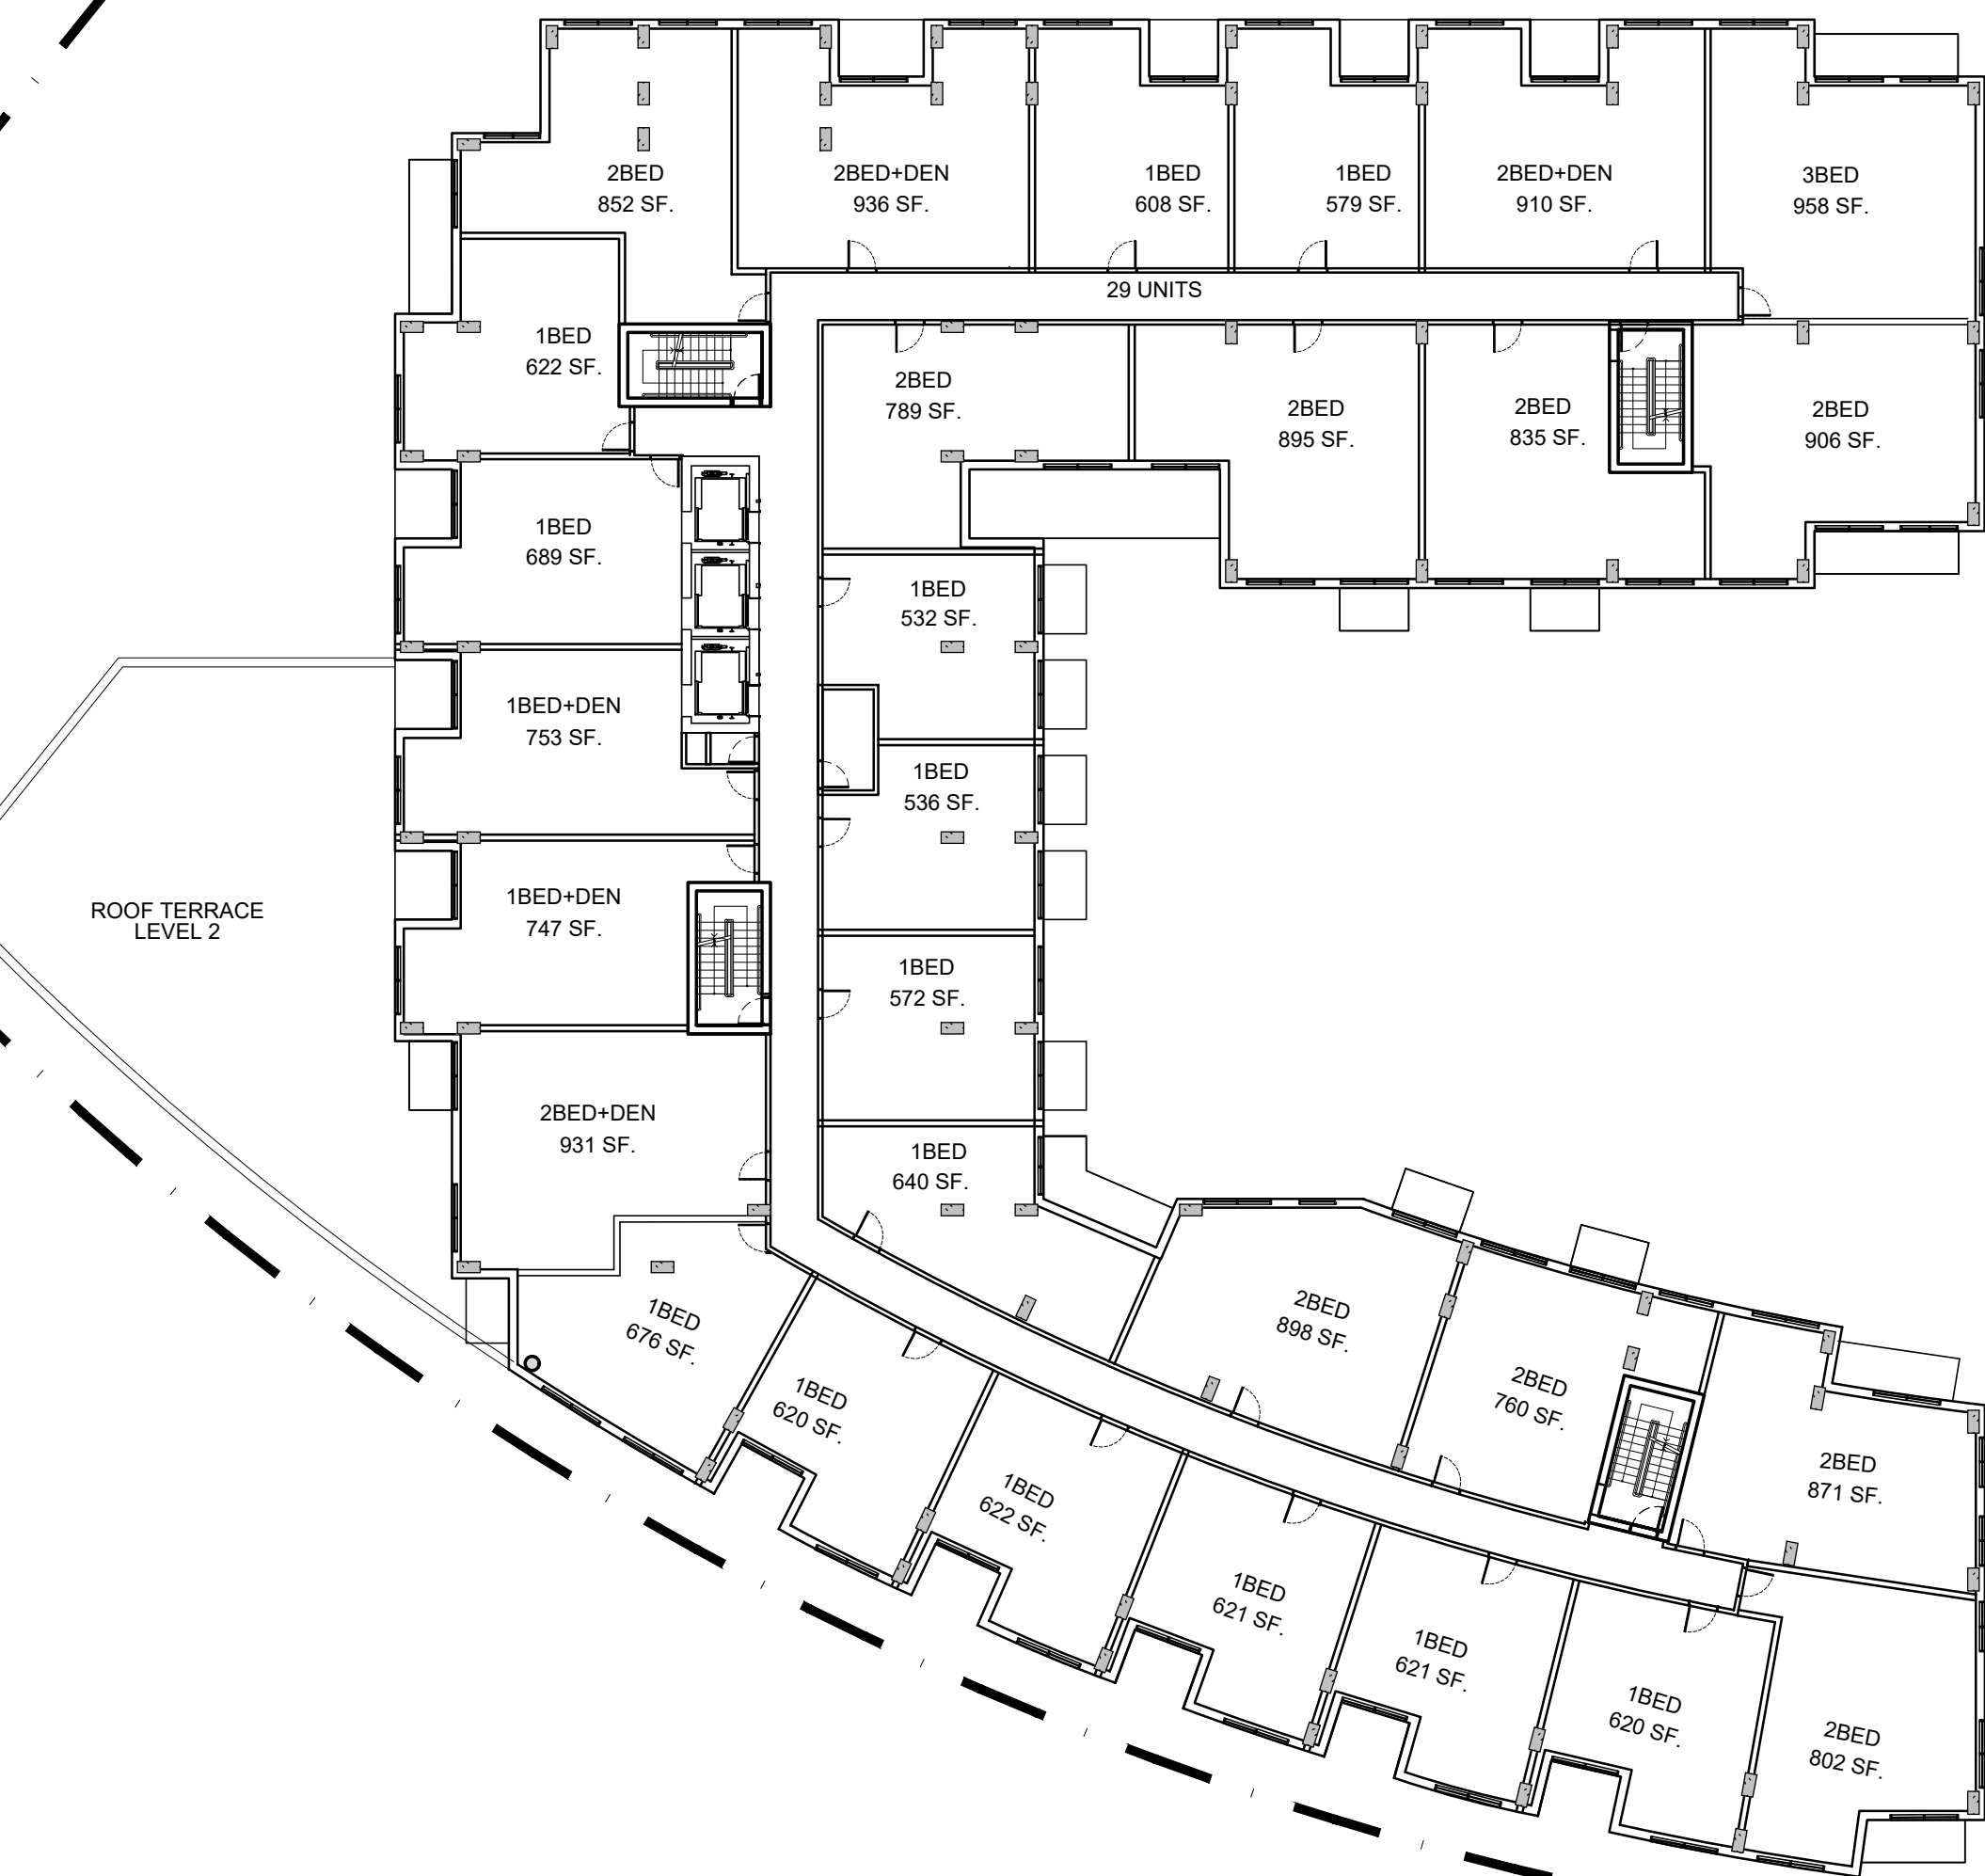 2BED
852 SF.
2BED+DEN
936 SF.
1BED
608 SF.
1BED
579 SF.
2BED+DEN
910 SF.
3BED
958 SF.
29 UNITS
1BED
622 SF.
2BED
789 SF.
2BED
895 SF.
2BED
835 SF.
2BED
906 SF.
1BED
689 SF.
1BED
532 SF.
1BED+DEN
753 SF.
1BED
536 SF.
ROOF TERRACE
LEVEL 2
1BED+DEN
747 SF.
1BED
572 SF.
2BED+DEN
931 SF.
1BED
640 SF.
1BED
676 SF.
2BED
898 SF.
1BED
620 SF.
2BED
760 SF.
1BED
622 SF.
2BED
871 SF.
1BED
621 SF.
1BED
621 SF.
1BED
620 SF.
2BED
802 SF.